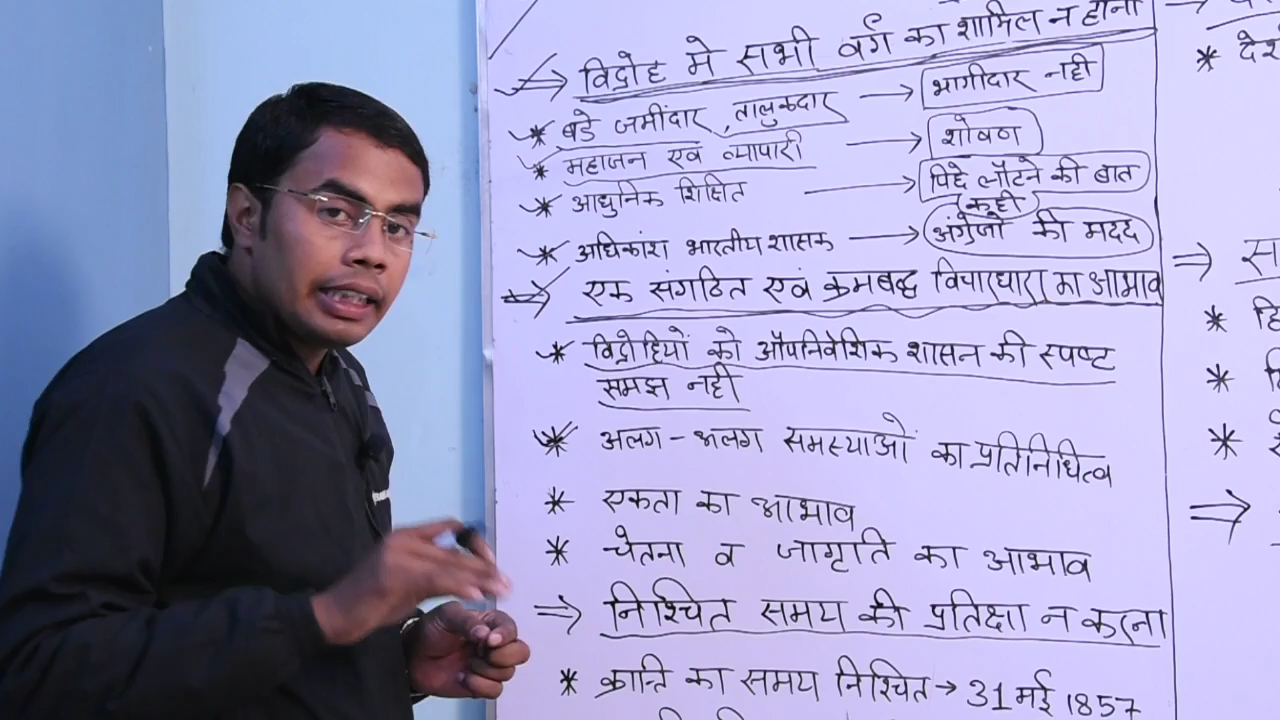 ⇒ विद्रोह मे सभी वर्ग का शामिल न होना
* बडे जमींदार, तालुकदार → भागीदार नही
* महाजन एवं व्यापारी → शोषण
* आधुनिक शिक्षित → पिछे लौटने की बात कही
* अधिकांश भारतीय शासक → अंग्रेजों की मदद
⇒ एक संगठित एवं क्रमबद्ध विचारधारा का आभाव
* विद्रोहियों को औपनिवेशिक शासन की स्पष्ट
समझ नही
* अलग-अलग समस्याओं का प्रतिनिधित्व
* एकता का आभाव
* चेतना व जागृति का आभाव
⇒ निश्चित समय की प्रतिक्षा न करना
* क्रान्ति का समय निश्चित → 31 मई 1857